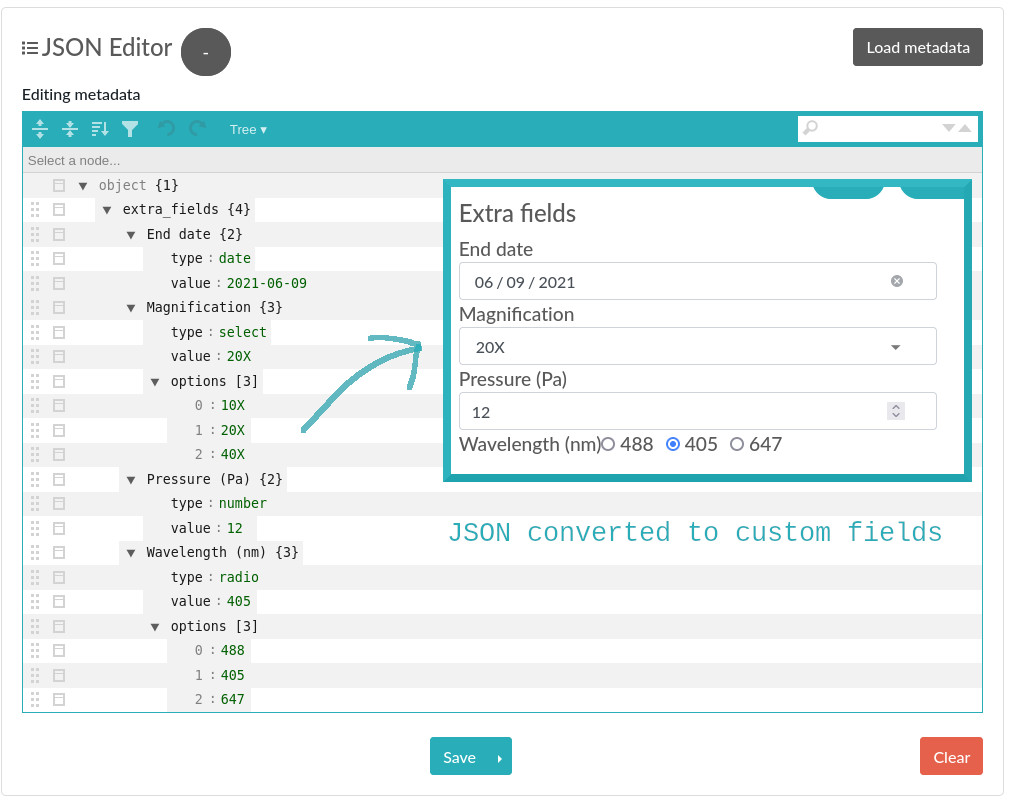 JSON Editor -
Load metadata
Editing metadata
Tree ▾
Select a node...
object {1}
extra_fields {4}
End date {2}
type : date
value : 2021-06-09
Magnification {3}
type : select
value : 20X
options [3]
0 : 10X
1 : 20X
2 : 40X
Pressure (Pa) {2}
type : number
value : 12
Wavelength (nm) {3}
type : radio
value : 405
options [3]
0 : 488
1 : 405
2 : 647
Extra fields
End date
06 / 09 / 2021
Magnification
20X
Pressure (Pa)
12
Wavelength (nm) 488 405 647
JSON converted to custom fields
Save
Clear